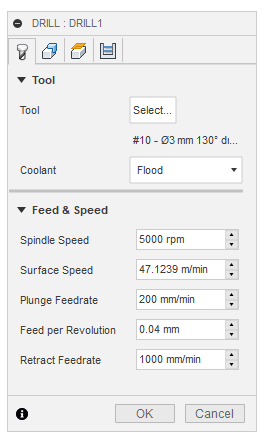 DRILL : DRILL1
Tool
Tool Select...
#10 - Ø3 mm 130° dı...
Coolant Flood
Feed & Speed
Spindle Speed 5000 rpm
Surface Speed 47.1239 m/min
Plunge Feedrate 200 mm/min
Feed per Revolution 0.04 mm
Retract Feedrate 1000 mm/min
OK Cancel